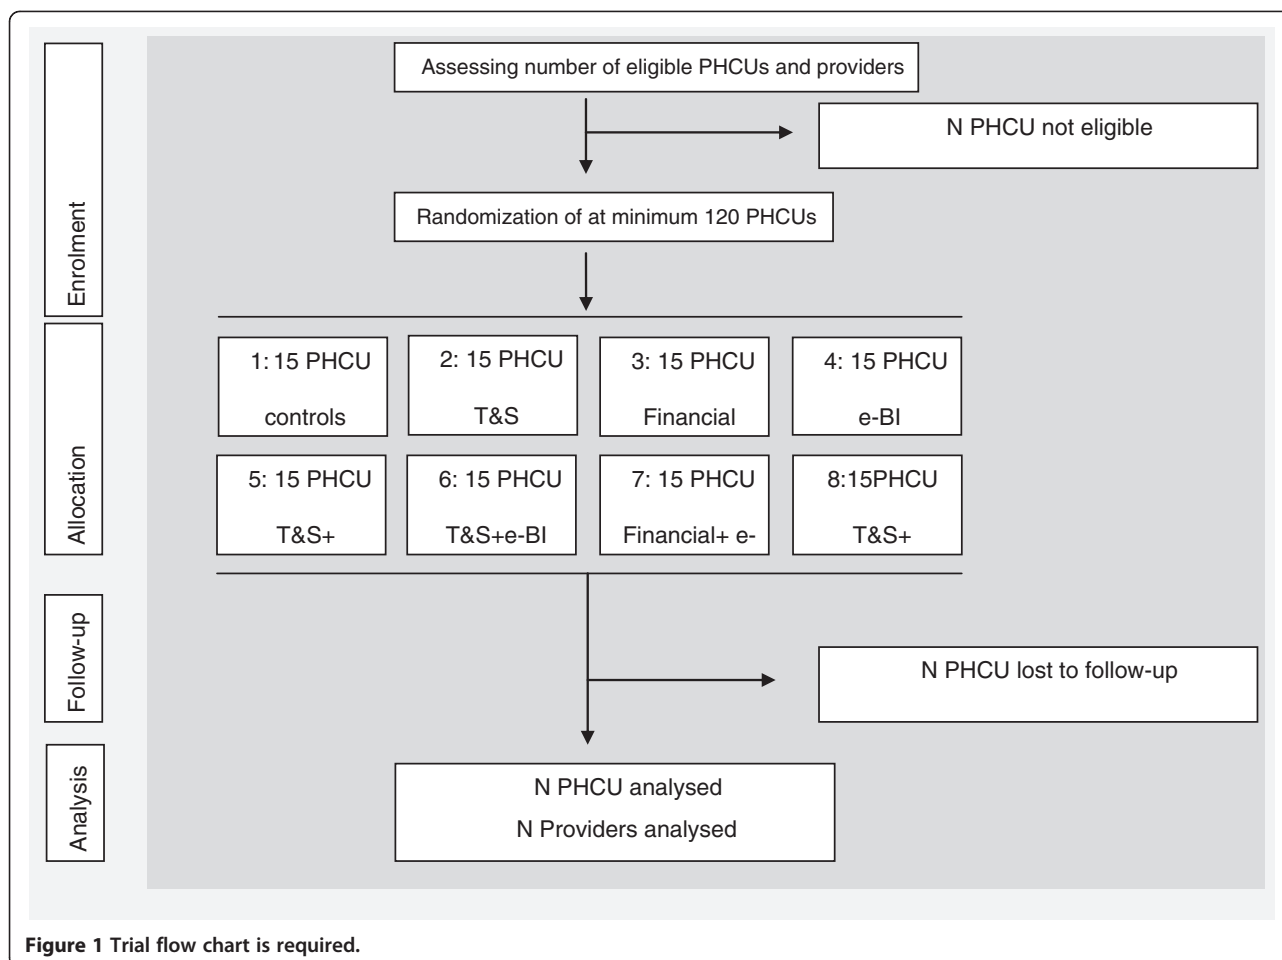 Assessing number of eligible PHCUs and providers
N PHCU not eligible
Enrolment
Randomization of at minimum 120 PHCUs
Allocation
1: 15 PHCU
controls
2: 15 PHCU
T&S
3: 15 PHCU
Financial
4: 15 PHCU
e-BI
5: 15 PHCU
T&S+
6: 15 PHCU
T&S+e-BI
7: 15 PHCU
Financial+ e-
8:15PHCU
T&S+
Follow-up
N PHCU lost to follow-up
Analysis
N PHCU analysed
N Providers analysed
Figure 1 Trial flow chart is required.